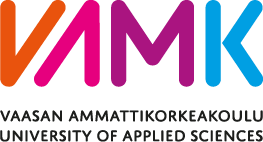 VAMK
VAASAN AMMATTIKORKEAKOULU
UNIVERSITY OF APPLIED SCIENCES